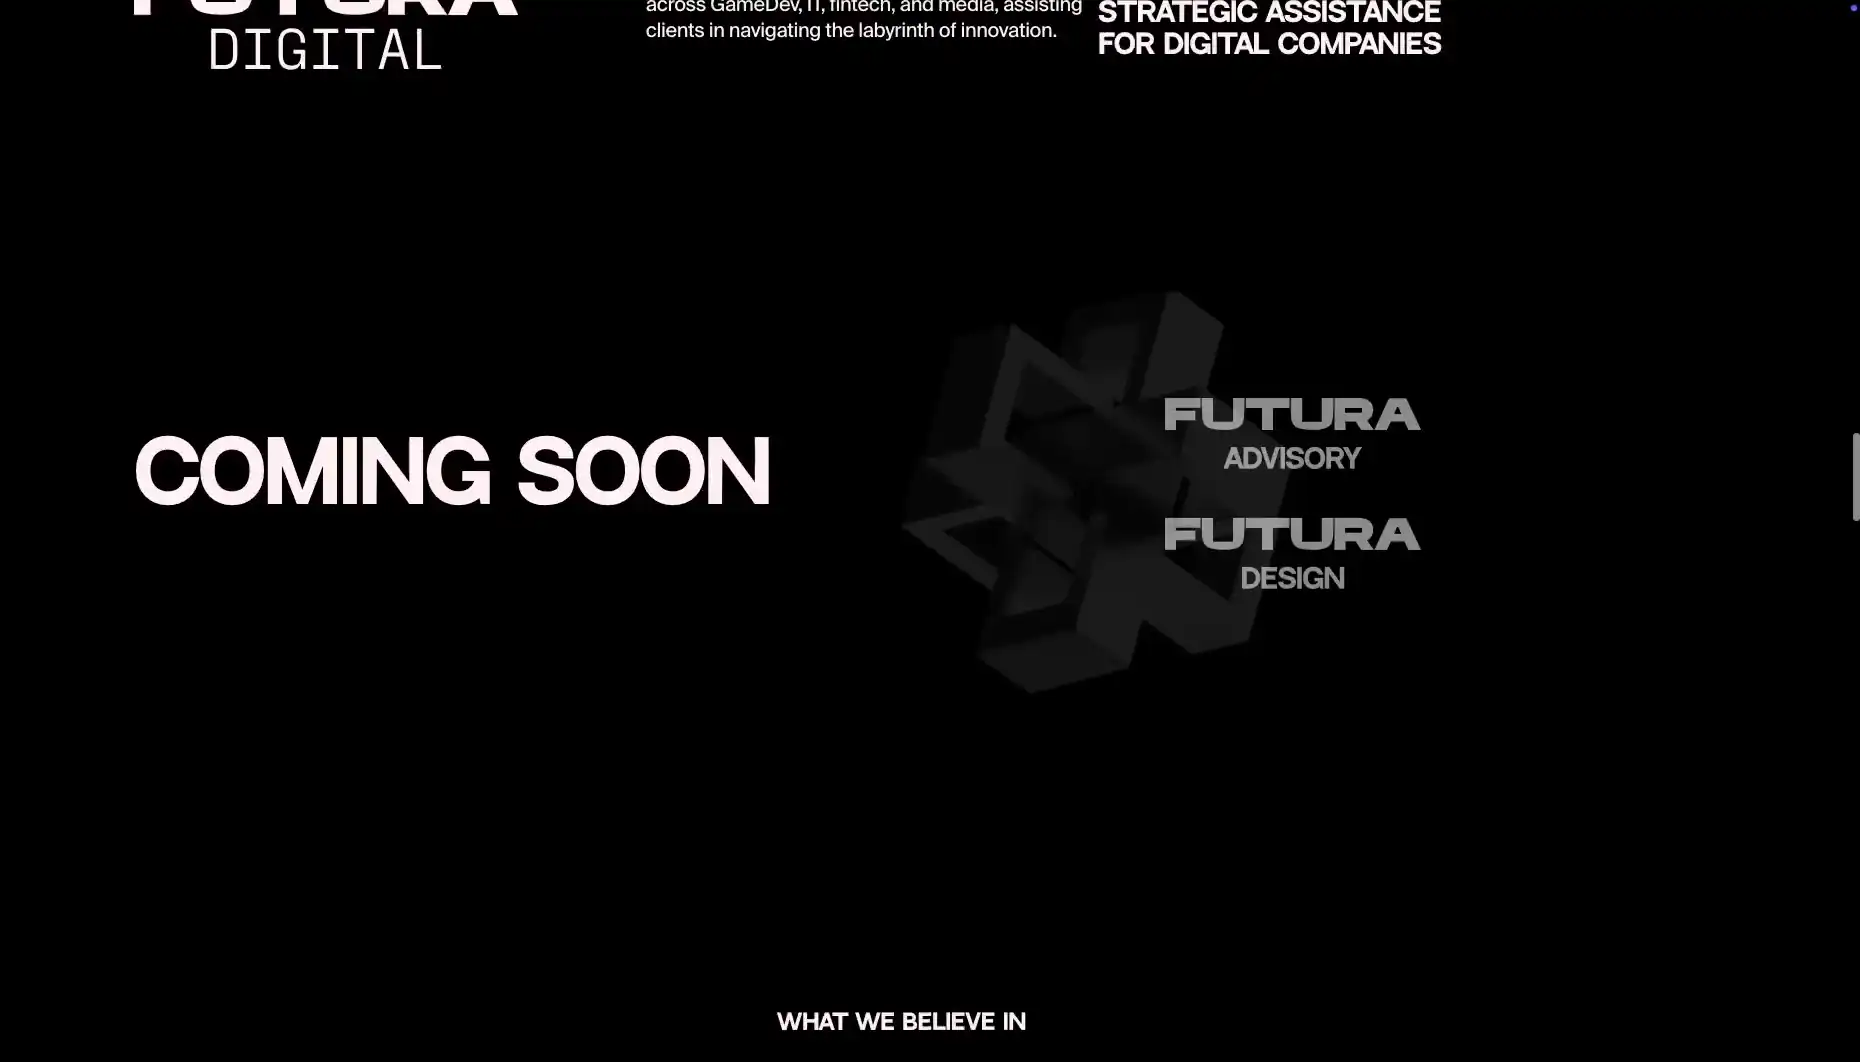 FUTURA
DIGITAL
across GameDev, IT, fintech, and media, assisting
clients in navigating the labyrinth of innovation.
STRATEGIC ASSISTANCE
FOR DIGITAL COMPANIES
COMING SOON
FUTURA
ADVISORY
FUTURA
DESIGN
WHAT WE BELIEVE IN